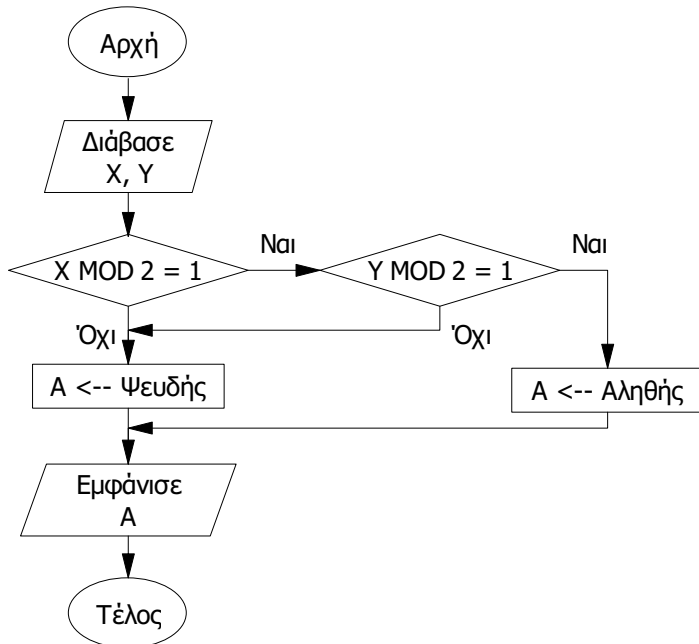 Αρχή
Διάβασε
Χ, Υ
Ναι
Ναι
Χ MOD 2 = 1
Υ MOD 2 = 1
Όχι
Όχι
Α <-- Ψευδής
Α <-- Αληθής
Εμφάνισε
Α
Τέλος